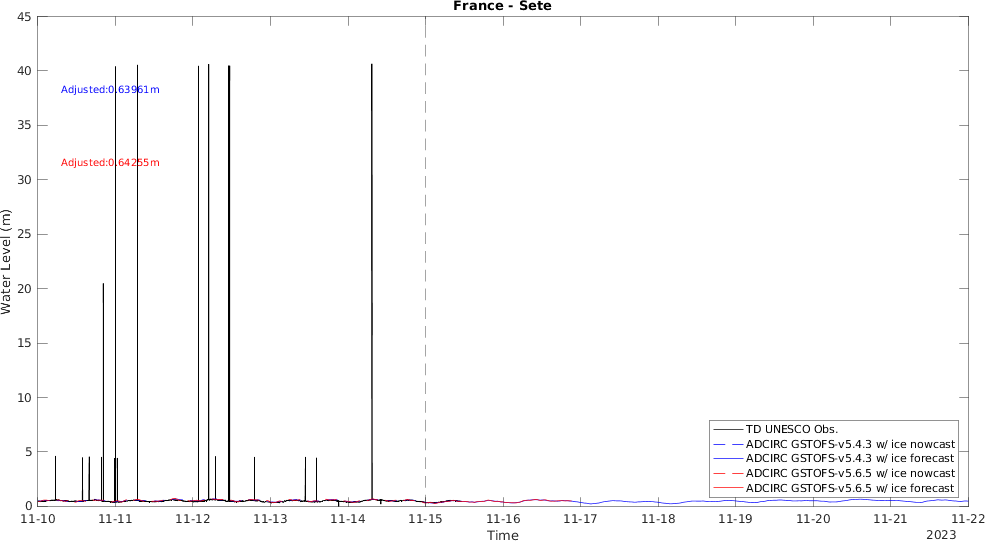 France - Sete
45
40
35
30
25
20
15
10
5
0
Water Level (m)
Adjusted:0.63961m
Adjusted:0.64255m
TD UNESCO Obs.
ADCIRC GSTOFS-v5.4.3 w/ ice nowcast
ADCIRC GSTOFS-v5.4.3 w/ ice forecast
ADCIRC GSTOFS-v5.6.5 w/ ice nowcast
ADCIRC GSTOFS-v5.6.5 w/ ice forecast
11-10 11-11 11-12 11-13 11-14 11-15 11-16 11-17 11-18 11-19 11-20 11-21 11-22
Time
2023